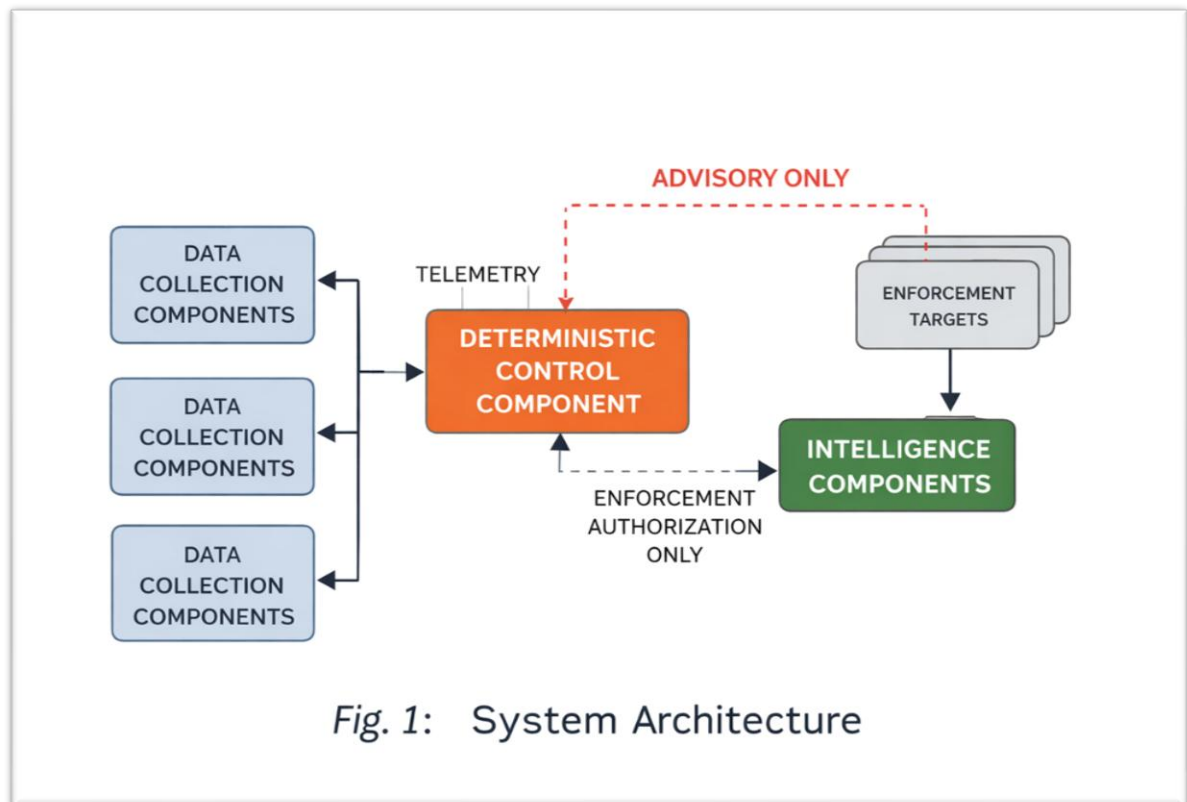 ADVISORY ONLY
DATA
COLLECTION
COMPONENTS
TELEMETRY
DETERMINISTIC
CONTROL
COMPONENT
ENFORCEMENT
TARGETS
DATA
COLLECTION
COMPONENTS
INTELLIGENCE
COMPONENTS
ENFORCEMENT
AUTHORIZATION
ONLY
DATA
COLLECTION
COMPONENTS
Fig. 1: System Architecture